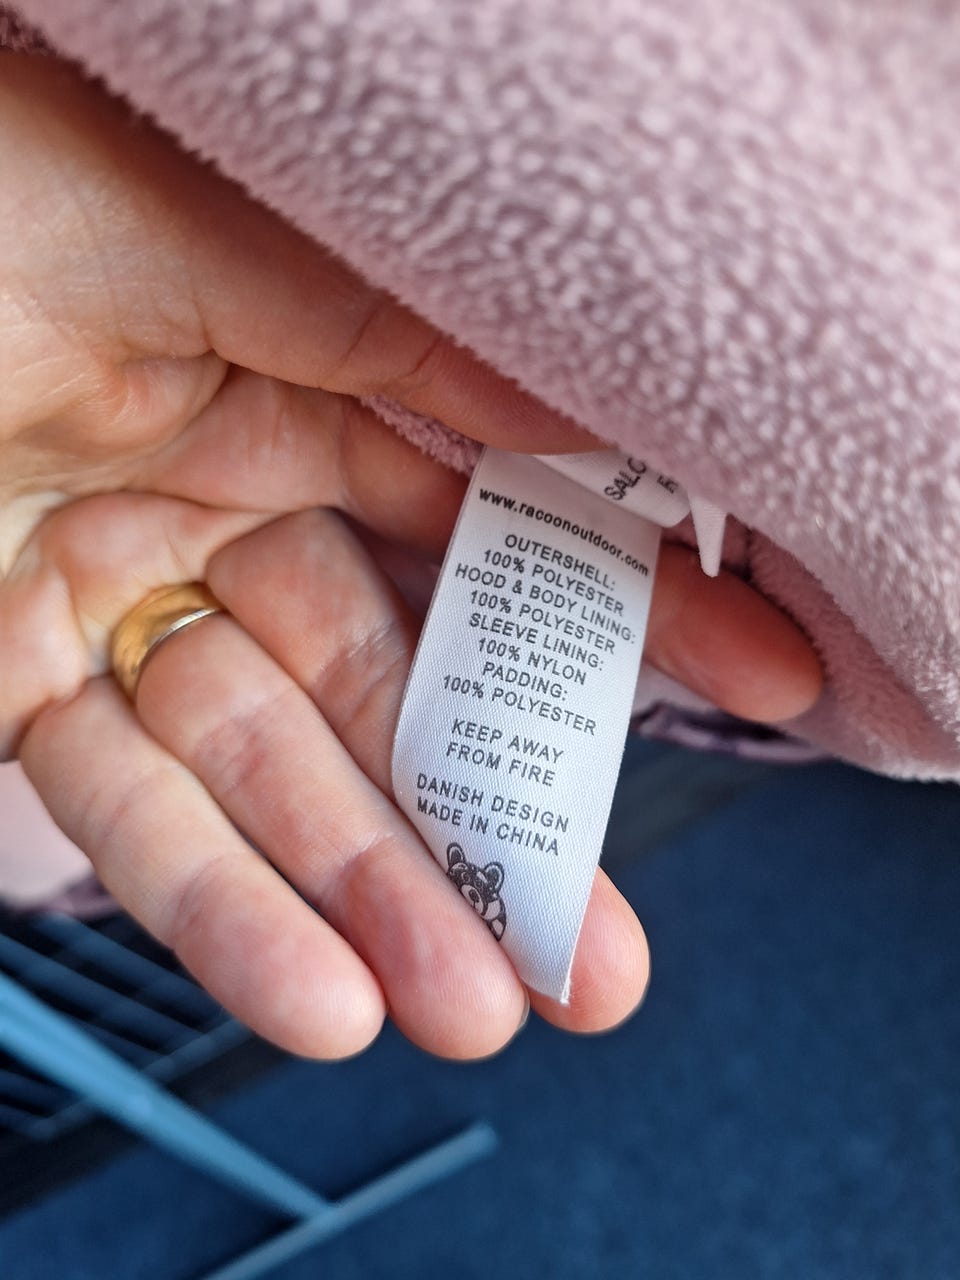 www.racoonoutdoor.com
OUTERSHELL:
100% POLYESTER
HOOD & BODY LINING:
100% POLYESTER
SLEEVE LINING:
100% NYLON
PADDING:
100% POLYESTER
KEEP AWAY
FROM FIRE
DANISH DESIGN
MADE IN CHINA